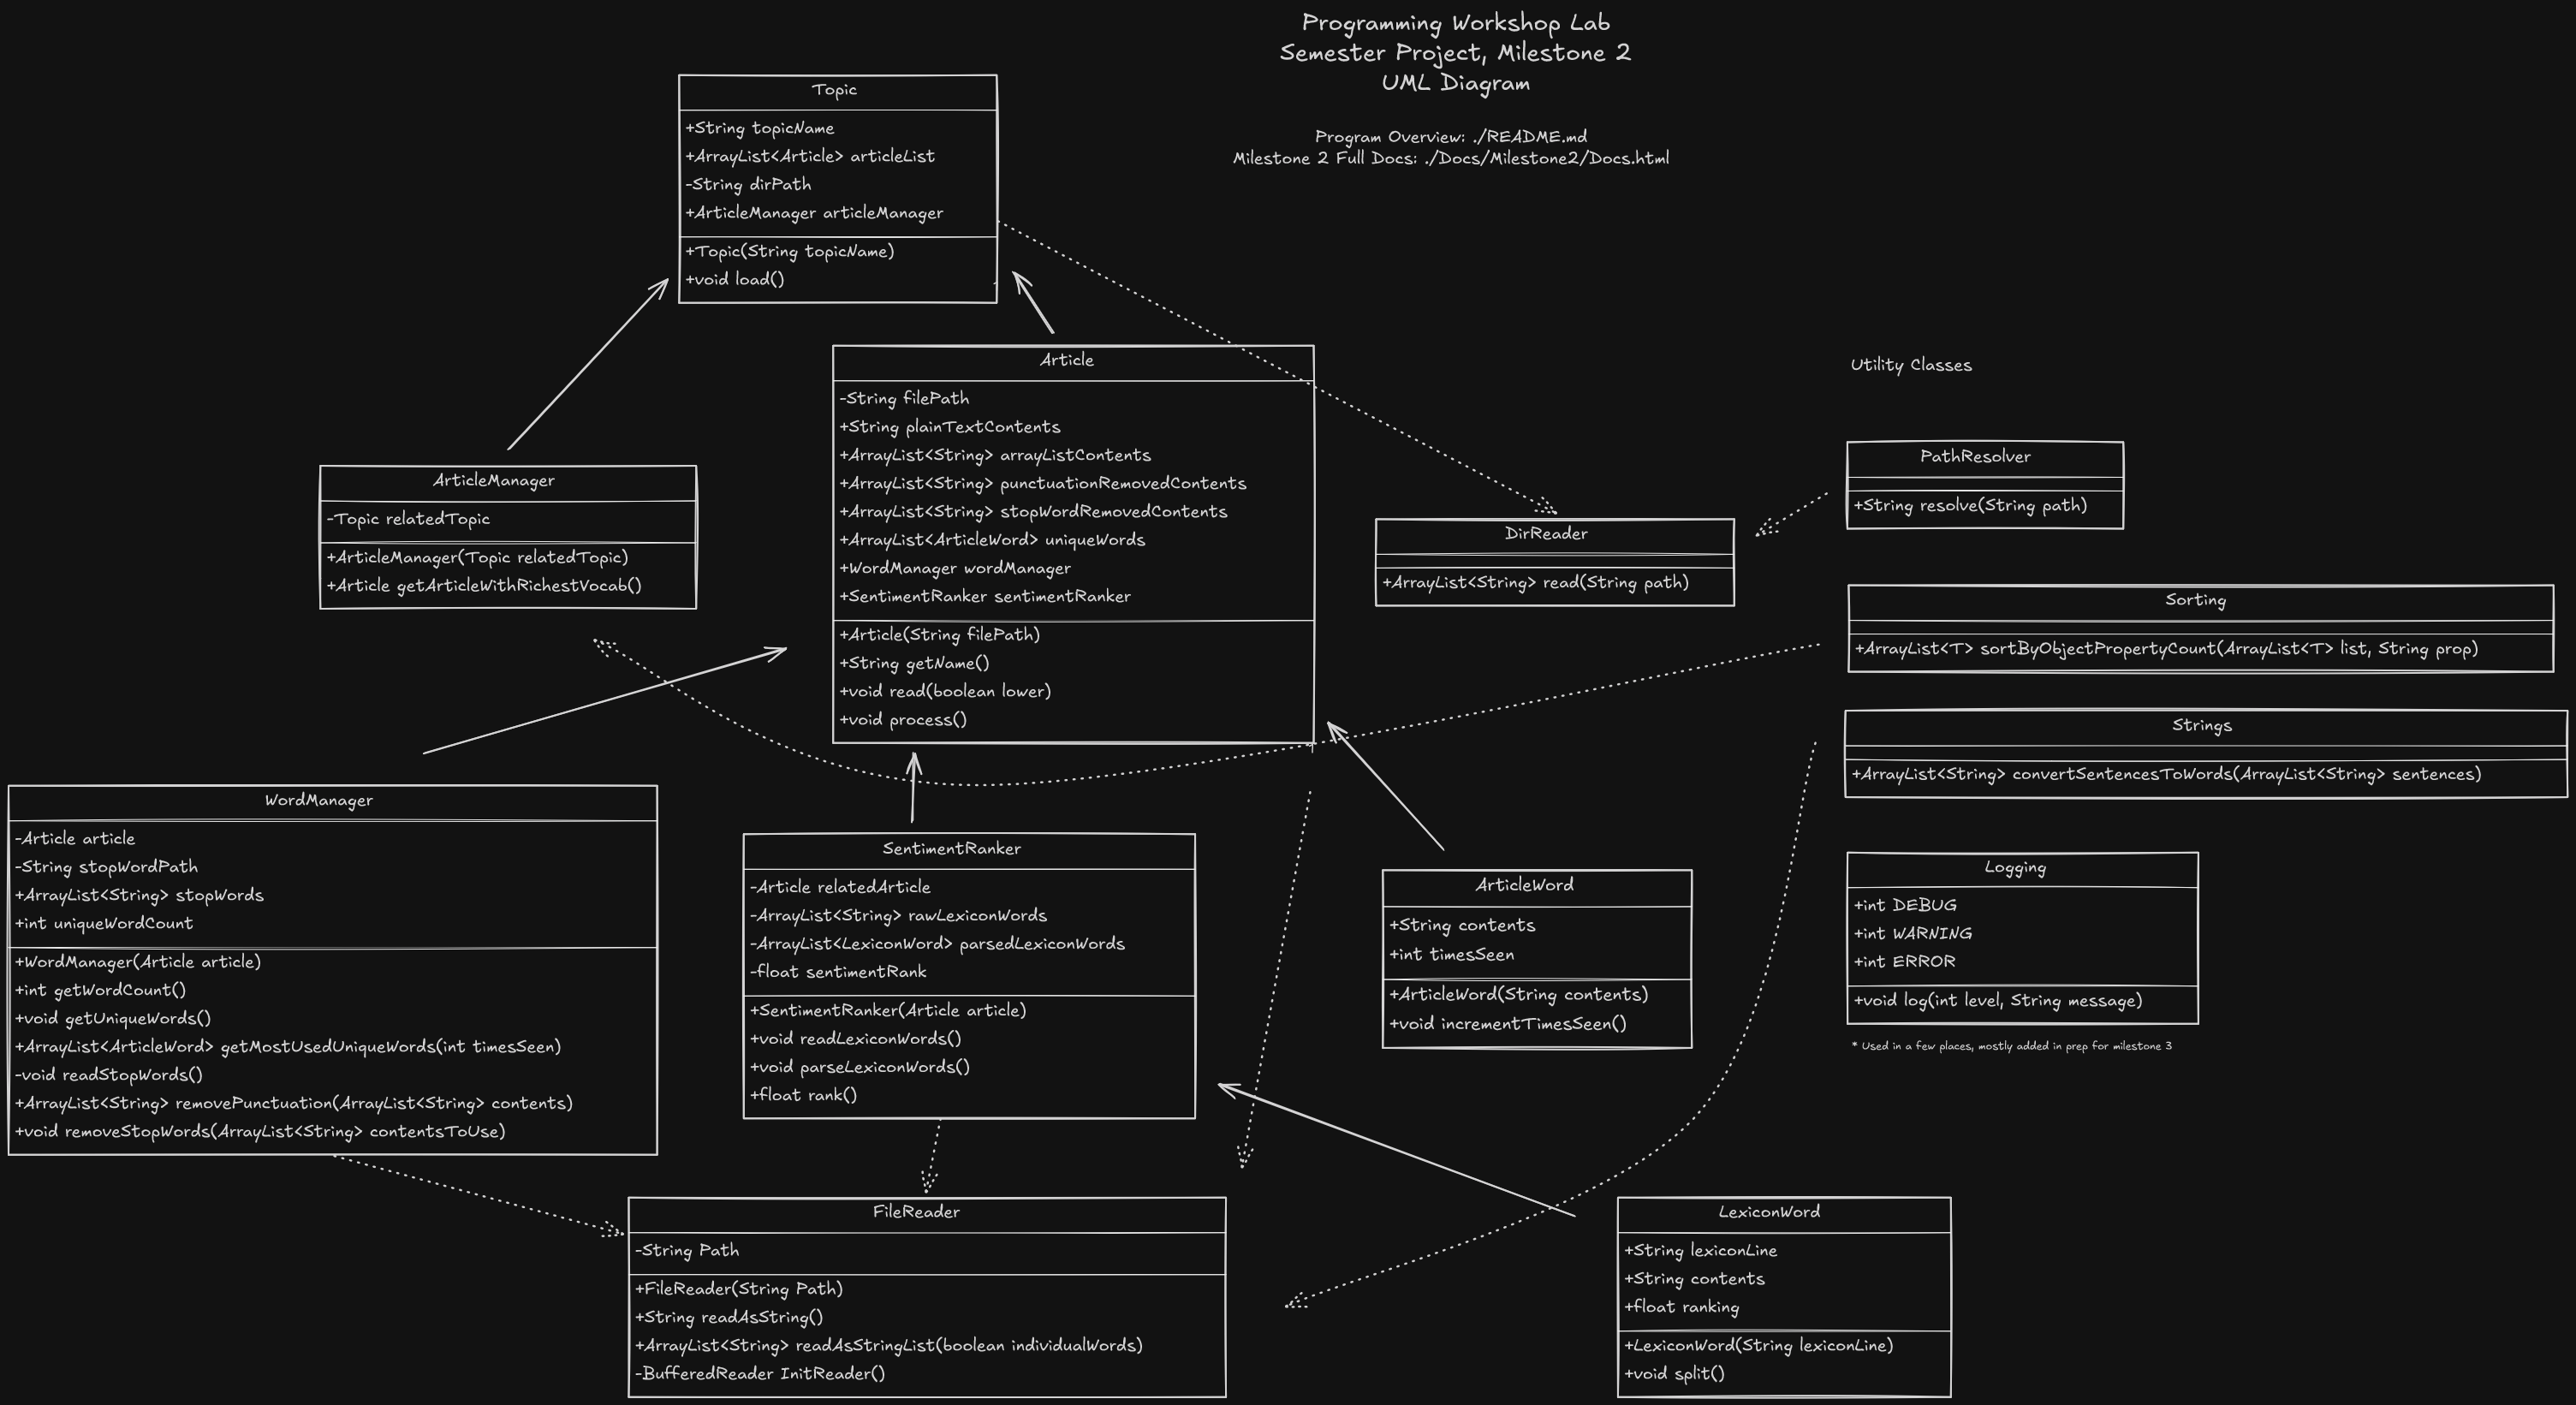 Programming Workshop Lab
Semester Project, Milestone 2
UML Diagram
Program Overview: ./README.md
Milestone 2 Full Docs: ./Docs/Milestone2/Docs.html
Topic
+String topicName
+ArrayList<Article> articleList
-String dirPath
+ArticleManager articleManager
+Topic(String topicName)
+void load()
Article
-String filePath
+String plainTextContents
+ArrayList<String> arrayListContents
+ArrayList<String> punctuationRemovedContents
+ArrayList<String> stopWordRemovedContents
+ArrayList<ArticleWord> uniqueWords
+WordManager wordManager
+SentimentRanker sentimentRanker
+Article(String filePath)
+String getName()
+void read(boolean lower)
+void process()
ArticleManager
-Topic relatedTopic
+ArticleManager(Topic relatedTopic)
+Article getArticleWithRichestVocab()
DirReader
+ArrayList<String> read(String path)
Utility Classes
PathResolver
+String resolve(String path)
Sorting
+ArrayList<T> sortByObjectPropertyCount(ArrayList<T> list, String prop)
Strings
+ArrayList<String> convertSentencesToWords(ArrayList<String> sentences)
Logging
+int DEBUG
+int WARNING
+int ERROR
+void log(int level, String message)
* Used in a few places, mostly added in prep for milestone 3
WordManager
-Article article
-String stopWordPath
+ArrayList<String> stopWords
+int uniqueWordCount
+WordManager(Article article)
+int getWordCount()
+void getUniqueWords()
+ArrayList<ArticleWord> getMostUsedUniqueWords(int timesSeen)
-void readStopWords()
+ArrayList<String> removePunctuation(ArrayList<String> contents)
+void removeStopWords(ArrayList<String> contentsToUse)
SentimentRanker
-Article relatedArticle
-ArrayList<String> rawLexiconWords
-ArrayList<LexiconWord> parsedLexiconWords
-float sentimentRank
+SentimentRanker(Article article)
+void readLexiconWords()
+void parseLexiconWords()
+float rank()
ArticleWord
+String contents
+int timesSeen
+ArticleWord(String contents)
+void incrementTimesSeen()
FileReader
-String Path
+FileReader(String Path)
+String readAsString()
+ArrayList<String> readAsStringList(boolean individualWords)
-BufferedReader InitReader()
LexiconWord
+String lexiconLine
+String contents
+float ranking
+LexiconWord(String lexiconLine)
+void split()